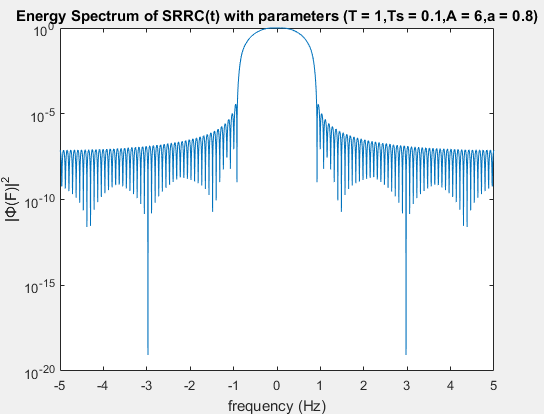 Energy Spectrum of SRRC(t) with parameters (T = 1,Ts = 0.1,A = 6,a = 0.8)
10^0
10^-5
10^-10
10^-15
10^-20
|Φ(F)|^2
-5 -4 -3 -2 -1 0 1 2 3 4 5
frequency (Hz)